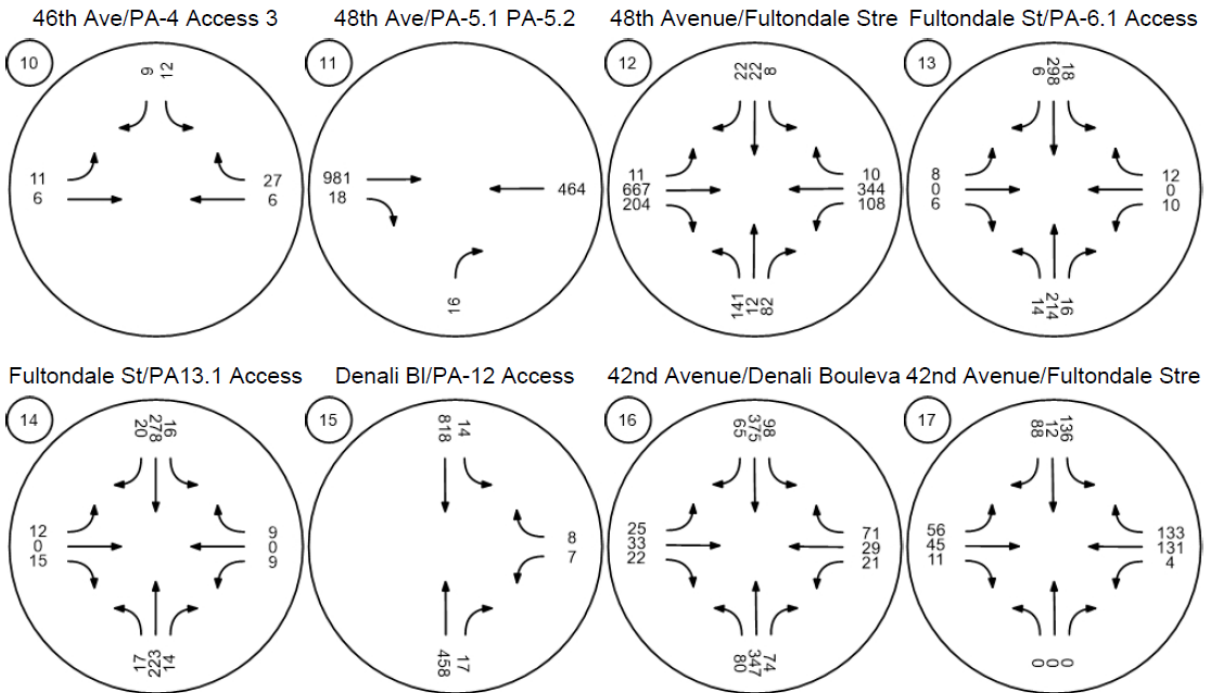 46th Ave/PA-4 Access 3
10
9 12
11
6
27
6
48th Ave/PA-5.1 PA-5.2
11
981
18
464
16
48th Avenue/Fultondale Stre
12
22 22 8
11
667
204
10
344
108
141 12 82
Fultondale St/PA-6.1 Access
13
6 298 18
8
0
6
12
0
10
14 214 16
Fultondale St/PA13.1 Access
14
20 278 16
12
0
15
9
0
9
17 223 14
Denali Bl/PA-12 Access
15
818 14
8
7
458 17
42nd Avenue/Denali Bouleva
16
65 375 98
25
33
22
71
29
21
80 347 74
42nd Avenue/Fultondale Stre
17
88 12 136
56
45
11
133
131
4
0 0 0